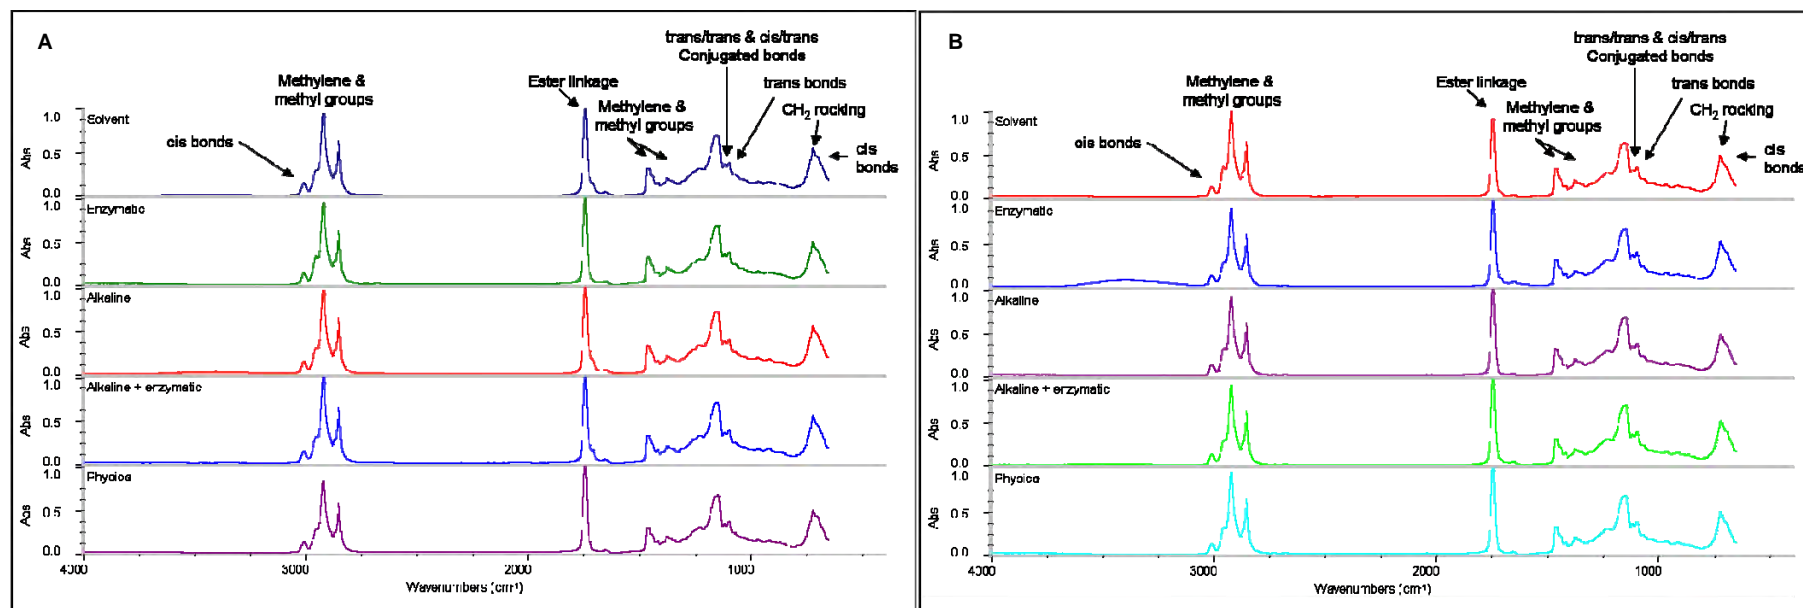 A
trans/trans & cis/trans
Conjugated bonds
Methylene &
methyl groups
Ester linkage
trans bonds
Methylene &
methyl groups
CH₂ rocking
cis bonds
cis
bonds
Solvent
1.0
Abs
0.5
0.0
Enzymatic
1.0
Abs
0.5
0.0
Alkaline
1.0
Abs
0.5
0.0
Alkaline + enzymatic
1.0
Abs
0.5
0.0
1.0
Abs
0.5
0.0
4000
3000
2000
1000
Wavenumbers (cm-1)
B
trans/trans & cis/trans
Conjugated bonds
Methylene &
methyl groups
Ester linkage
trans bonds
Methylene &
methyl groups
CH₂ rocking
cis bonds
cis
bonds
Solvent
1.0
Abs
0.5
0.0
Enzymatic
1.0
Abs
0.5
0.0
Alkaline
1.0
Abs
0.5
0.0
Alkaline + enzymatic
1.0
Abs
0.5
0.0
1.0
Abs
0.5
0.0
4000
3000
2000
1000
Wavenumbers (cm-1)